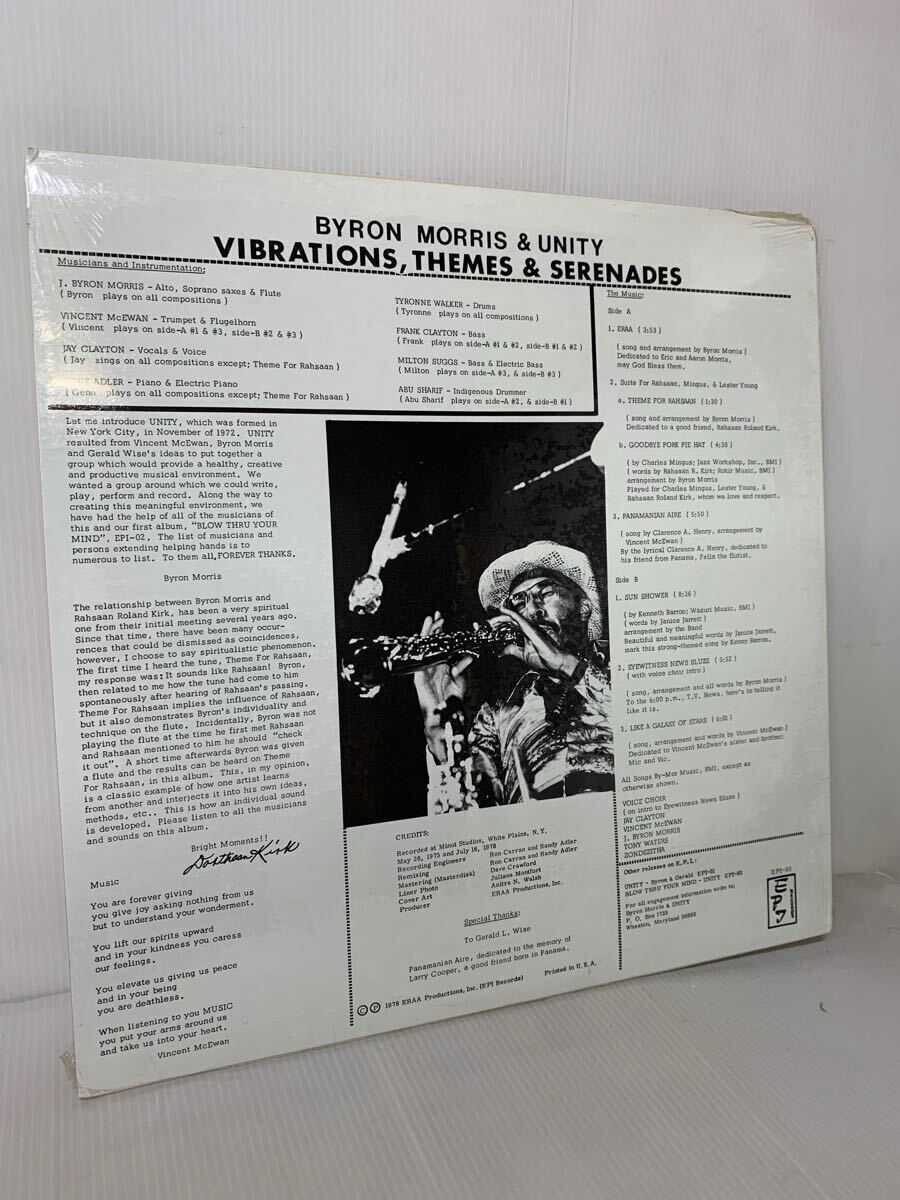 BYRON MORRIS & UNITY
VIBRATIONS, THEMES & SERENADES
Musicians and Instrumentation:
J. BYRON MORRIS - Alto, Soprano saxes & Flute
( Byron plays on all compositions )
VINCENT McEWAN - Trumpet & Flugelhorn
( Vincent plays on side-A #1 & #3, side-B #2 & #3 )
JAY CLAYTON - Vocals & Voice
( Jay sings on all compositions except; Theme For Rahsaan )
ADLER - Piano & Electric Piano
( Gene plays on all compositions except; Theme For Rahsaan )
TYRONNE WALKER - Drums
( Tyronne plays on all compositions )
FRANK CLAYTON - Bass
( Frank plays on side-A #1 & #2, side-B #1 & #2 )
MILTON SUGGS - Bass & Electric Bass
( Milton plays on side-A #3, & side-B #3 )
ABU SHARIF - Indigenous Drummer
( Abu Sharif plays on side-A #2, & side-B #1 )
Let me introduce UNITY, which was formed in
New York City, in November of 1972. UNITY
resulted from Vincent McEwan, Byron Morris
and Gerald Wise's ideas to put together a
group which would provide a healthy, creative
and productive musical environment. We
wanted a group around which we could write,
play, perform and record. Along the way to
creating this meaningful environment, we
have had the help of all of the musicians of
this and our first album, "BLOW THRU YOUR
MIND", EPI-02. The list of musicians and
persons extending helping hands is to
numerous to list. To them all, FOREVER THANKS.
Byron Morris
The relationship between Byron Morris and
Rahsaan Roland Kirk, has been a very spiritual
one from their initial meeting several years ago.
Since that time, there have been many occur-
rences that could be dismissed as coincidences,
however, I choose to say spiritualistic phenomenon.
The first time I heard the tune, Theme For Rahsaan,
my response was: It sounds like Rahsaan! Byron,
then related to me how the tune had come to him
spontaneously after hearing of Rahsaan's passing.
Theme For Rahsaan implies the influence of Rahsaan,
but it also demonstrates Byron's individuality and
technique on the flute. Incidentally, Byron was not
playing the flute at the time he first met Rahsaan
and Rahsaan mentioned to him he should "check
it out". A short time afterwards Byron was given
a flute and the results can be heard on Theme
For Rahsaan, in this album. This, in my opinion,
is a classic example of how one artist learns
from another and interjects it into his own ideas,
methods, etc.. This is how an individual sound
is developed. Please listen to all the musicians
and sounds on this album.
Bright Moments!!
Dorthaan Kirk
Music
You are forever giving
you give joy asking nothing from us
but to understand your wonderment.
You lift our spirits upward
and in your kindness you caress
our feelings.
You elevate us giving us peace
and in your being
you are deathless.
When listening to you MUSIC
you put your arms around us
and take us into your heart.
Vincent McEwan
CREDITS:
Recorded at Minot Studios, White Plains, N.Y.
May 26, 1975 and July 16, 1978
Recording Engineers Ron Carran and Randy Adler
Remixing Ron Carran and Randy Adler
Mastering (Masterdisk) Dave Crawford
Liner Photo Juliana Montfort
Cover Art Anitra N. Walsh
Producer ERAA Productions, Inc.
Special Thanks:
To Gerald L. Wise
Panamanian Aire, dedicated to the memory of
Larry Cooper, a good friend born in Panama.
© ℗ 1978 ERAA Productions, Inc. (EPI Records) Printed in U.S.A.
The Music:
Side A
1. ERAA ( 3:53 )
( song and arrangement by Byron Morris )
Dedicated to Eric and Aaron Morris,
may God Bless them.
2. Suite For Rahsaan, Mingus, & Lester Young
a. THEME FOR RAHSAAN ( 1:30 )
( song and arrangement by Byron Morris )
Dedicated to a good friend, Rahsaan Roland Kirk.
b. GOODBYE PORK PIE HAT ( 4:38 )
( by Charles Mingus; Jazz Workshop, Inc., BMI )
( words by Rahsaan R. Kirk; Rokir Music, BMI )
arrangement by Byron Morris
Played for Charles Mingus, Lester Young, &
Rahsaan Roland Kirk, whom we love and respect.
3. PANAMANIAN AIRE ( 5:50 )
( song by Clarence A. Henry, arrangement by
Vincent McEwan )
By the lyrical Clarence A. Henry, dedicated to
his friend from Panama, Felix the flutist.
Side B
1. SUN SHOWER ( 8:36 )
( by Kenneth Barron; Wazuri Music, BMI )
( words by Janice Jarrett )
arrangement by the Band
Beautiful and meaningful words by Janice Jarrett,
mark this strong-themed song by Kenny Barron.
2. EYEWITNESS NEWS BLUZE ( 5:52 )
( with voice choir intro )
( song, arrangement and all words by Byron Morris )
To the 6:00 p.m., T.V. News, here's to telling it
like it is.
3. LIKE A GALAXY OF STARS ( 6:01 )
( song, arrangement and words by Vincent McEwan )
Dedicated to Vincent McEwan's sister and brother:
Mic and Vic.
All Songs By-Mor Music, BMI, except as
otherwise shown.
VOICE CHOIR
( on intro to Eyewitness News Bluze )
JAY CLAYTON
VINCENT McEWAN
J. BYRON MORRIS
TONY WATERS
ZONDEZITHA
Other releases on E.P.I.:
UNITY - Byron & Gerald EPI-01
BLOW THRU YOUR MIND - UNITY EPI-02
For all engagement information write to:
Byron Morris & UNITY
P. O. Box 1723
Wheaton, Maryland 20902
EPI-03